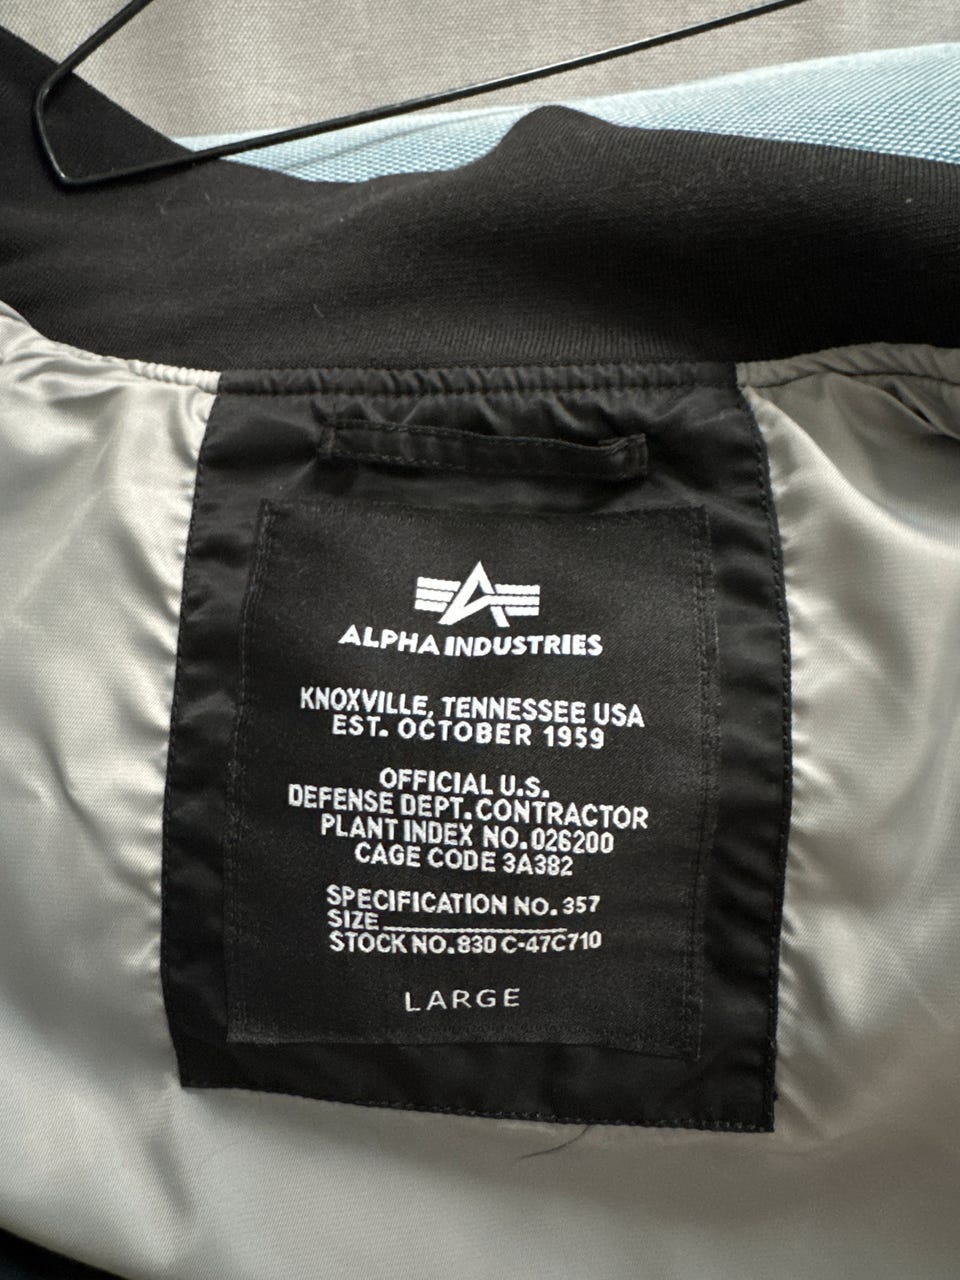 ALPHA INDUSTRIES
KNOXVILLE, TENNESSEE USA
EST. OCTOBER 1959
OFFICIAL U.S.
DEFENSE DEPT. CONTRACTOR
PLANT INDEX NO. 026200
CAGE CODE 3A382
SPECIFICATION NO. 357
SIZE
STOCK NO. 830 C-47C710
LARGE